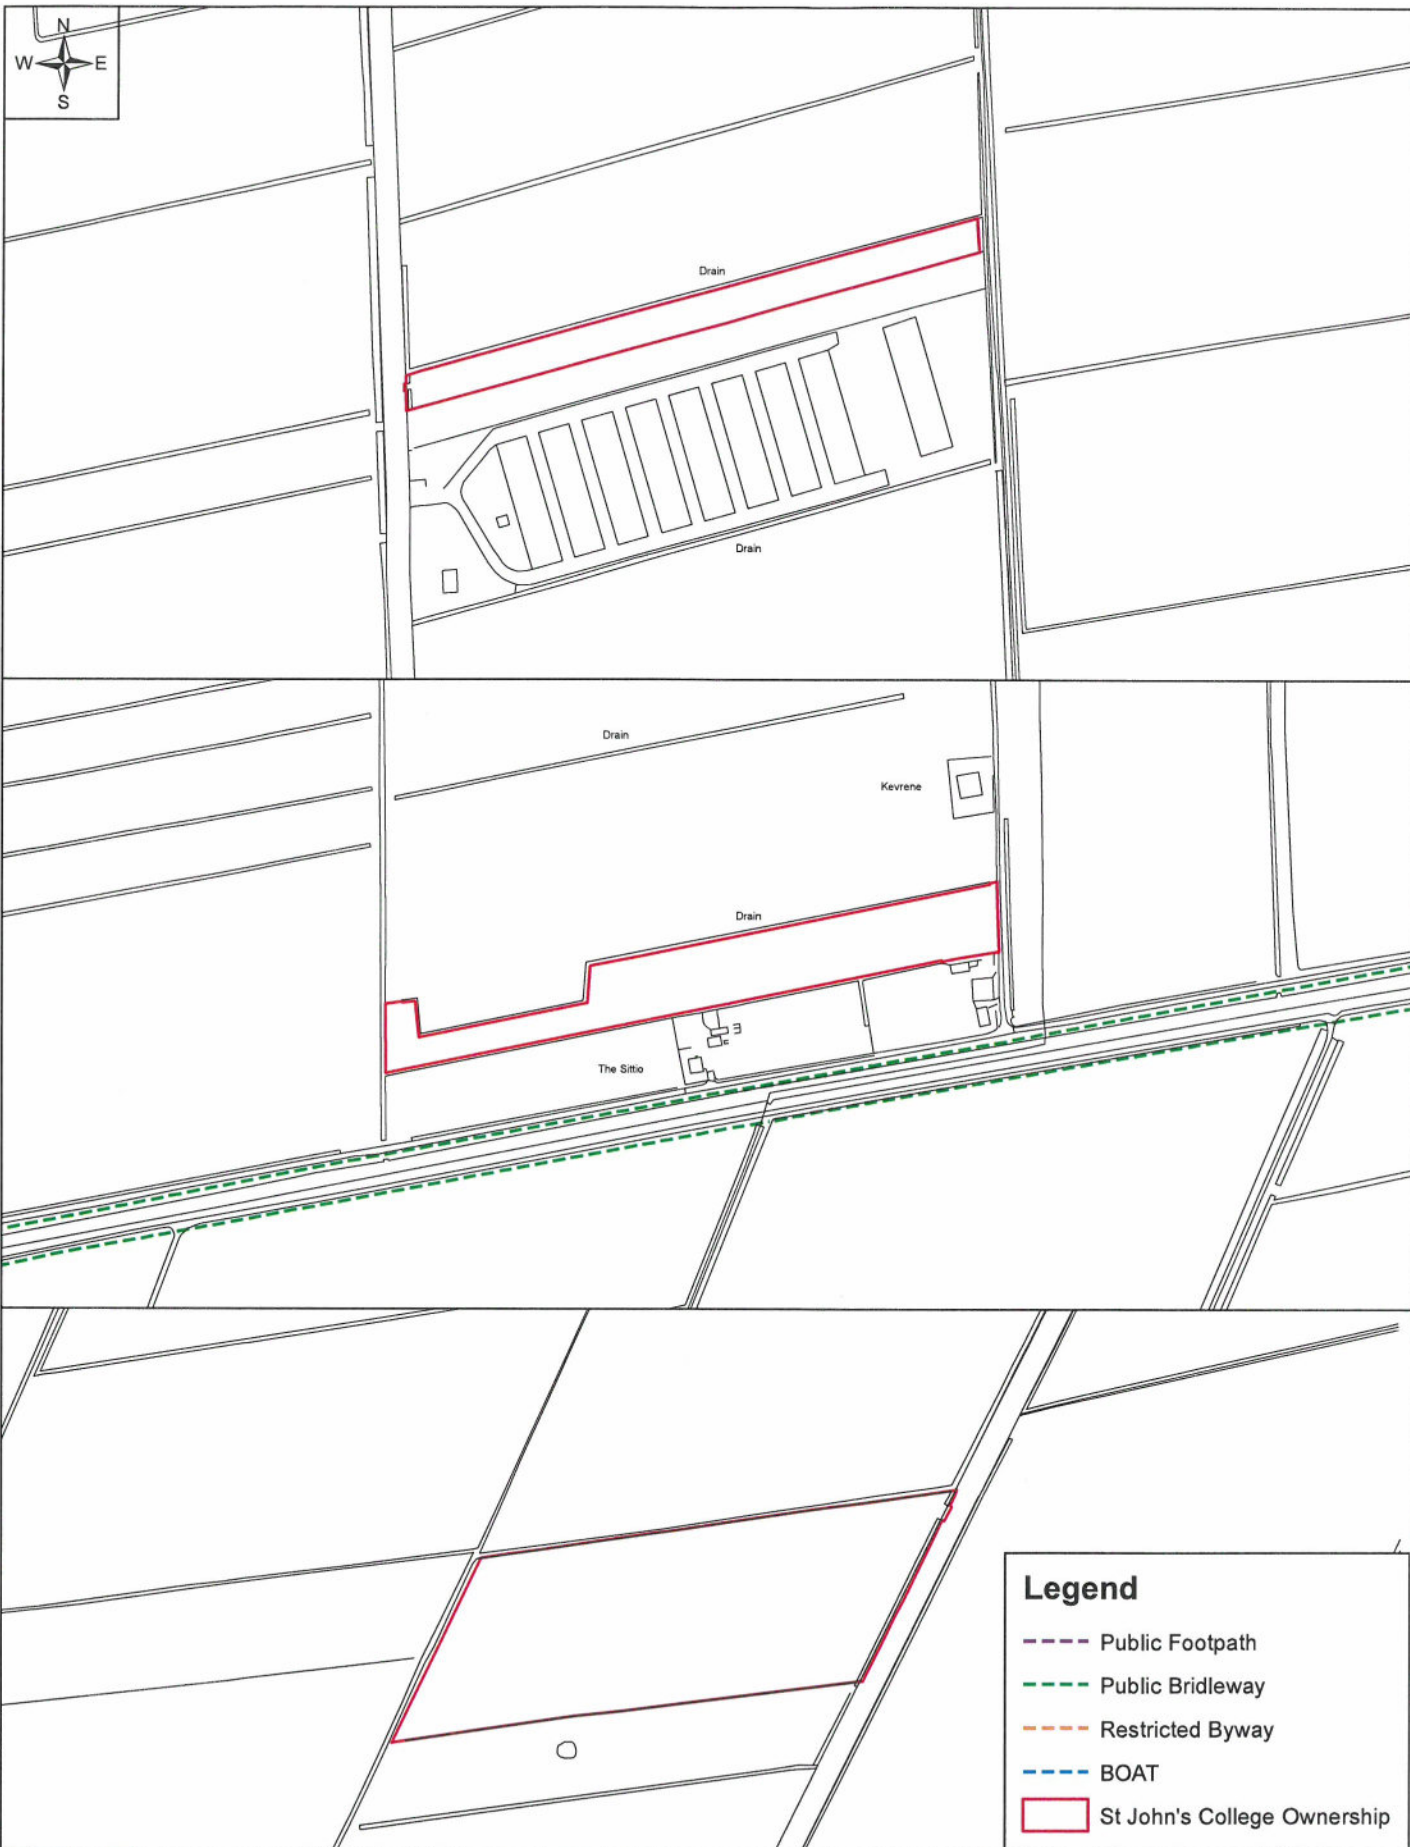 N
W E
S
Drain
Drain
Drain
Kevrene
Drain
The Sittio
Legend
Public Footpath
Public Bridleway
Restricted Byway
BOAT
St John's College Ownership